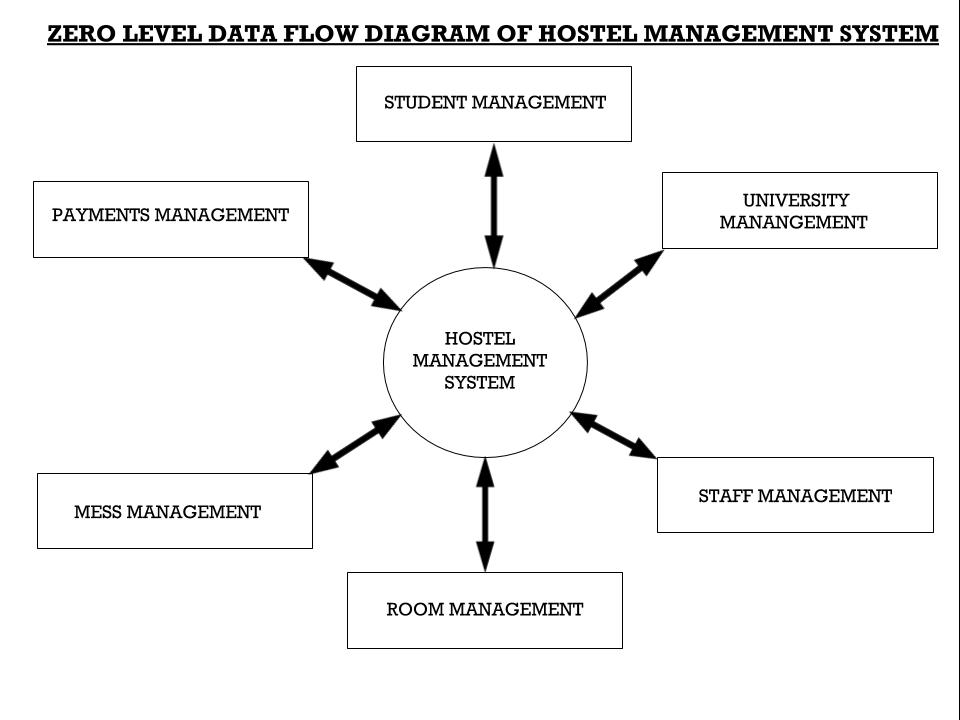 ZERO LEVEL DATA FLOW DIAGRAM OF HOSTEL MANAGEMENT SYSTEM
STUDENT MANAGEMENT
PAYMENTS MANAGEMENT
UNIVERSITY
MANANGEMENT
HOSTEL
MANAGEMENT
SYSTEM
MESS MANAGEMENT
STAFF MANAGEMENT
ROOM MANAGEMENT